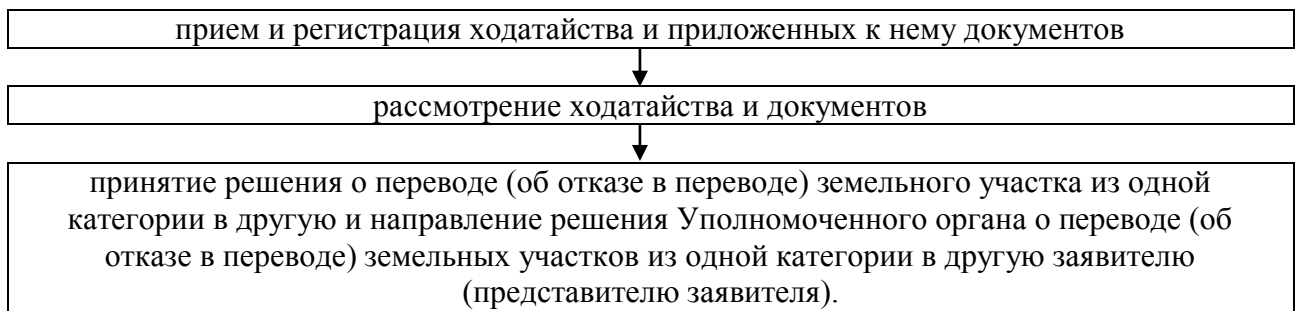 прием и регистрация ходатайства и приложенных к нему документов
рассмотрение ходатайства и документов
принятие решения о переводе (об отказе в переводе) земельного участка из одной
категории в другую и направление решения Уполномоченного органа о переводе (об
отказе в переводе) земельных участков из одной категории в другую заявителю
(представителю заявителя).